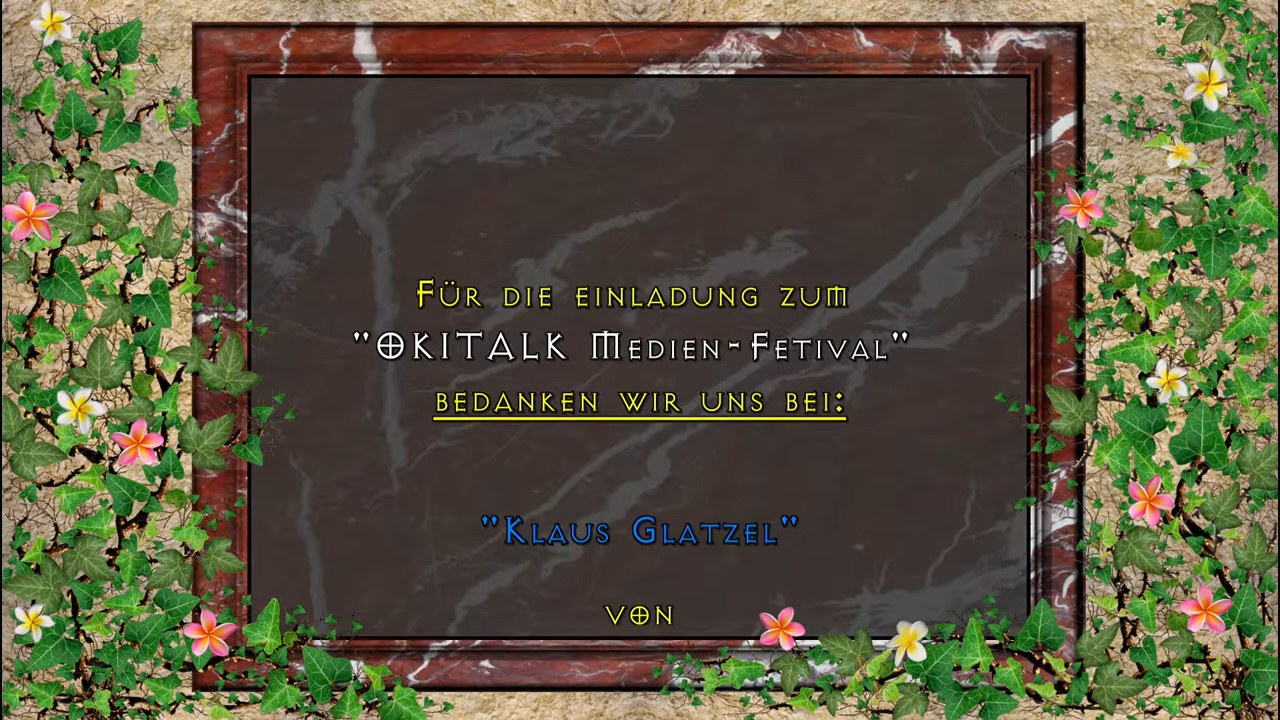 Für die einladung zum
"OKITALK Medien-Fetival"
bedanken wir uns bei:
"Klaus Glatzel"
von